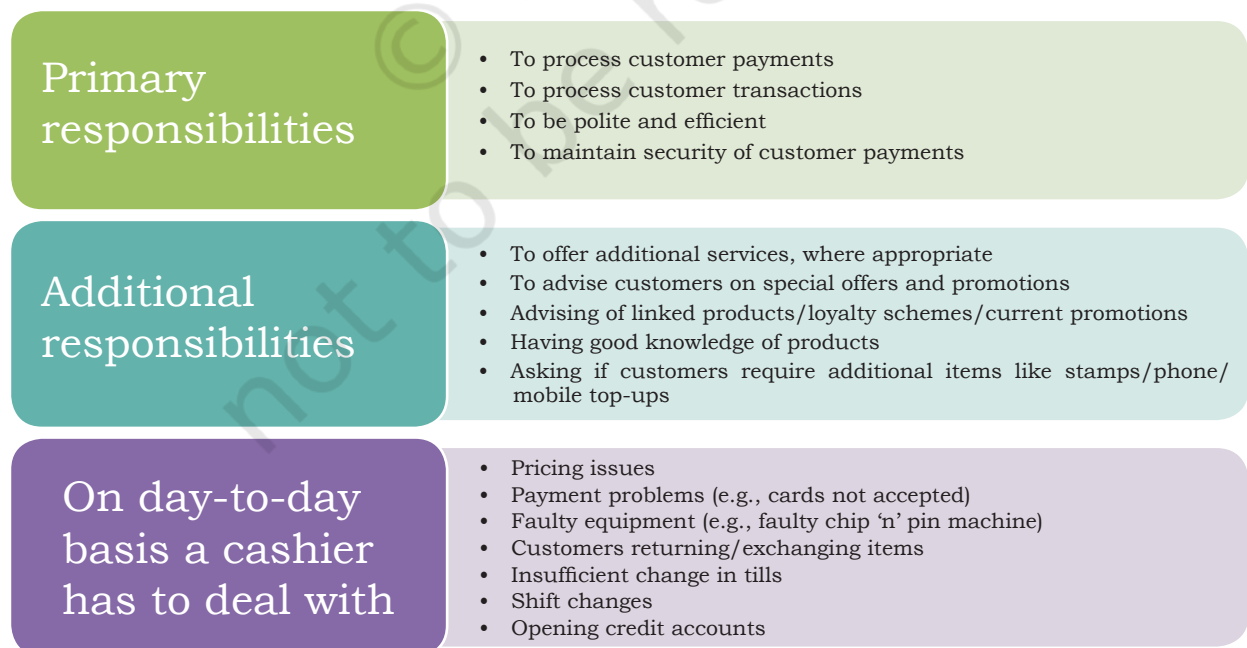 Primary
responsibilities
• To process customer payments
• To process customer transactions
• To be polite and efficient
• To maintain security of customer payments
Additional
responsibilities
• To offer additional services, where appropriate
• To advise customers on special offers and promotions
• Advising of linked products/loyalty schemes/current promotions
• Having good knowledge of products
• Asking if customers require additional items like stamps/phone/
mobile top-ups
On day-to-day
basis a cashier
has to deal with
• Pricing issues
• Payment problems (e.g., cards not accepted)
• Faulty equipment (e.g., faulty chip ‘n’ pin machine)
• Customers returning/exchanging items
• Insufficient change in tills
• Shift changes
• Opening credit accounts
©
not to be